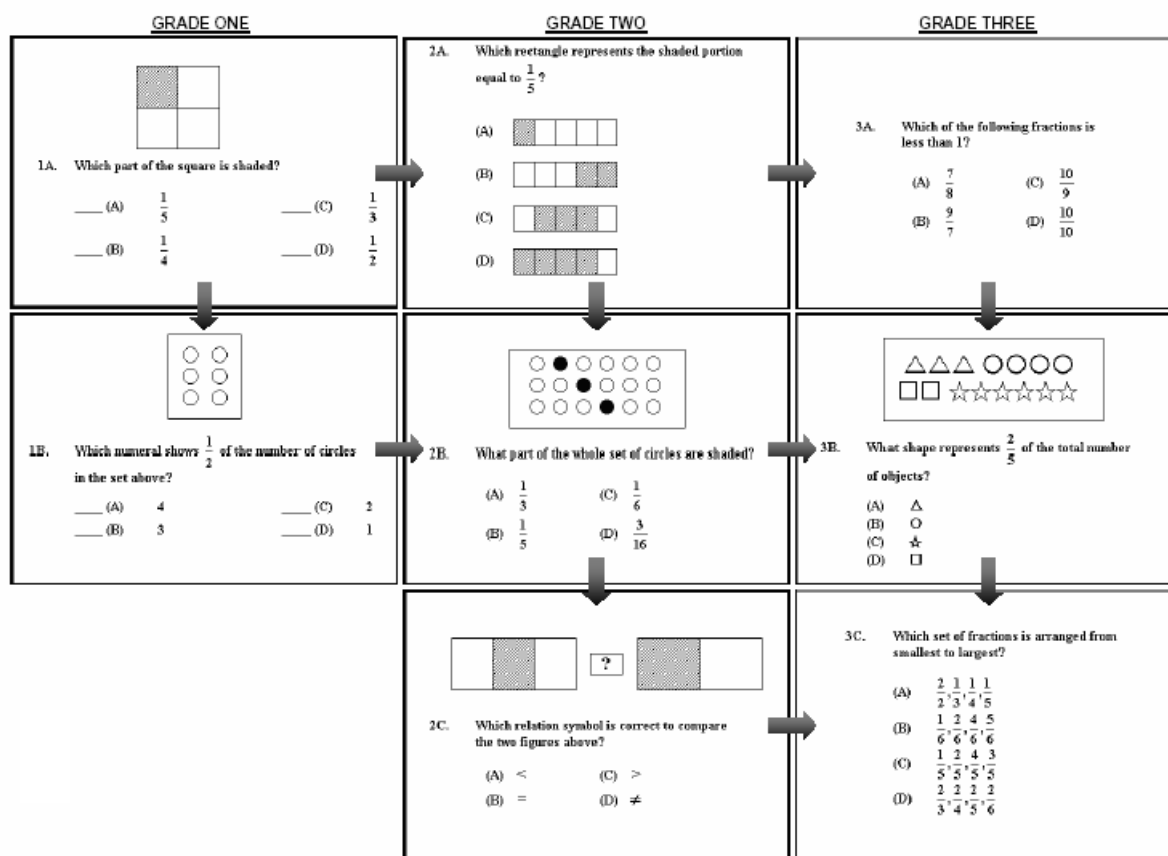 GRADE ONE
1A. Which part of the square is shaded?
____ (A) 1/5 ____ (C) 1/3
____ (B) 1/4 ____ (D) 1/2
1B. Which numeral shows 1/2 of the number of circles
in the set above?
____ (A) 4 ____ (C) 2
____ (B) 3 ____ (D) 1
GRADE TWO
2A. Which rectangle represents the shaded portion
equal to 1/5 ?
(A)
(B)
(C)
(D)
2B. What part of the whole set of circles are shaded?
(A) 1/3 (C) 1/6
(B) 1/5 (D) 3/16
?
2C. Which relation symbol is correct to compare
the two figures above?
(A) < (C) >
(B) = (D) ≠
GRADE THREE
3A. Which of the following fractions is
less than 1?
(A) 7/8 (C) 10/9
(B) 9/7 (D) 10/10
3B. What shape represents 2/5 of the total number
of objects?
(A) △
(B) ○
(C) ☆
(D) □
3C. Which set of fractions is arranged from
smallest to largest?
(A) 2/2, 1/3, 1/4, 1/5
(B) 1/6, 2/6, 4/6, 5/6
(C) 1/5, 2/5, 4/5, 3/5
(D) 2/3, 2/4, 2/5, 2/6